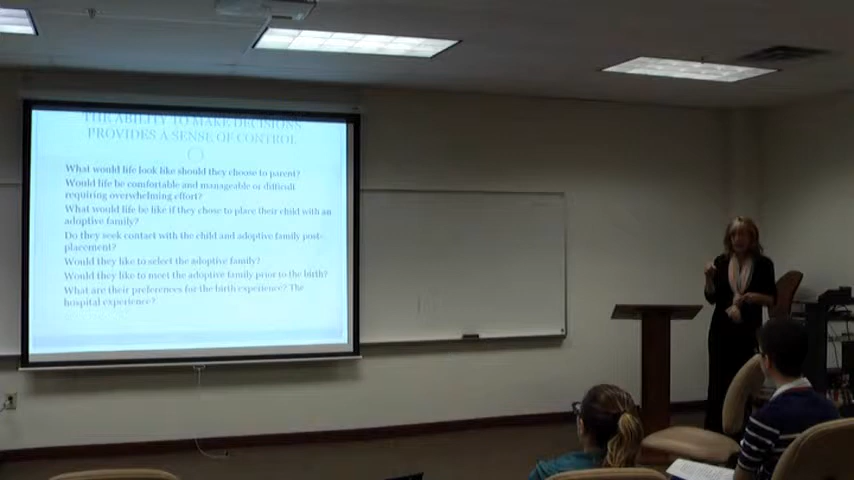 THE ABILITY TO MAKE DECISIONS
PROVIDES A SENSE OF CONTROL
What would life look like should they choose to parent?
Would life be comfortable and manageable or difficult
requiring overwhelming effort?
What would life be like if they chose to place their child with an
adoptive family?
Do they seek contact with the child and adoptive family post-
placement?
Would they like to select the adoptive family?
Would they like to meet the adoptive family prior to the birth?
What are their preferences for the birth experience? The
hospital experience?